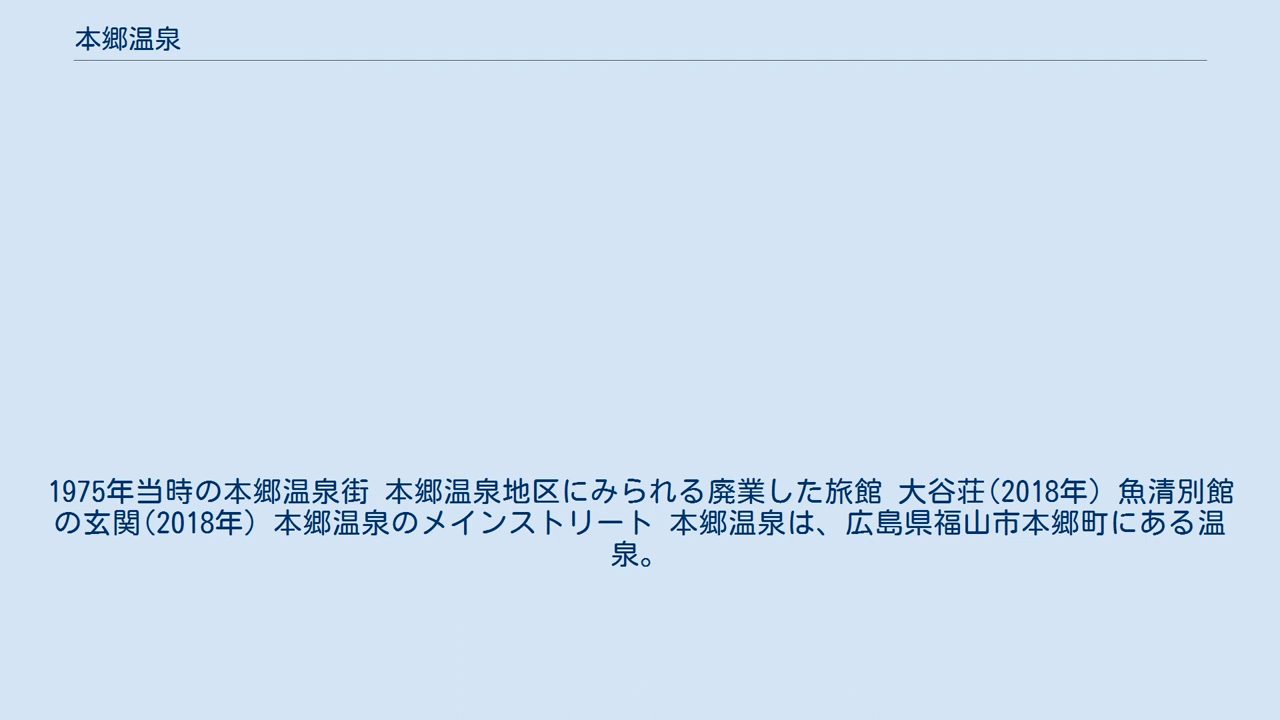 本郷温泉
1975年当時の本郷温泉街 本郷温泉地区にみられる廃業した旅館 大谷荘(2018年) 魚清別館
の玄関(2018年) 本郷温泉のメインストリート 本郷温泉は、広島県福山市本郷町にある温
泉。